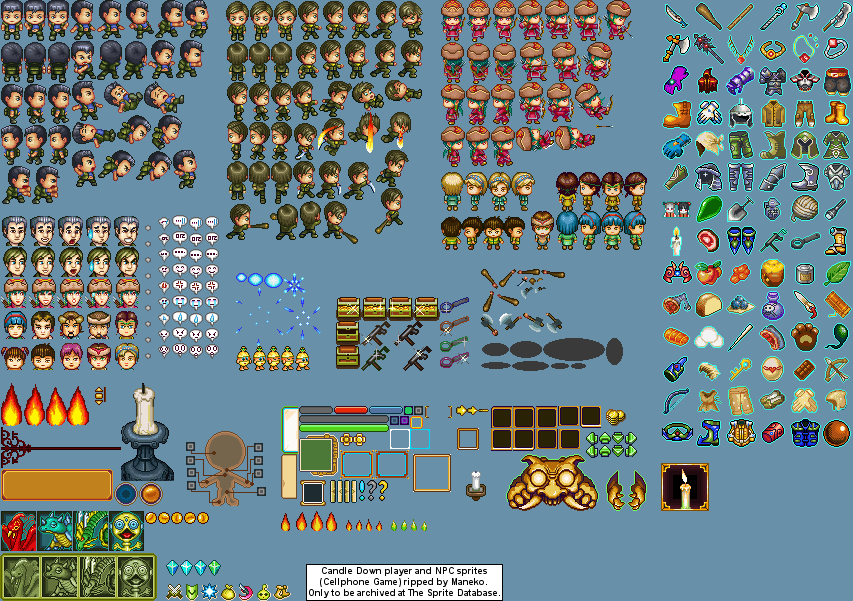 Candle Down player and NPC sprites
(Cellphone Game) ripped by Maneko.
Only to be archived at The Sprite Database.